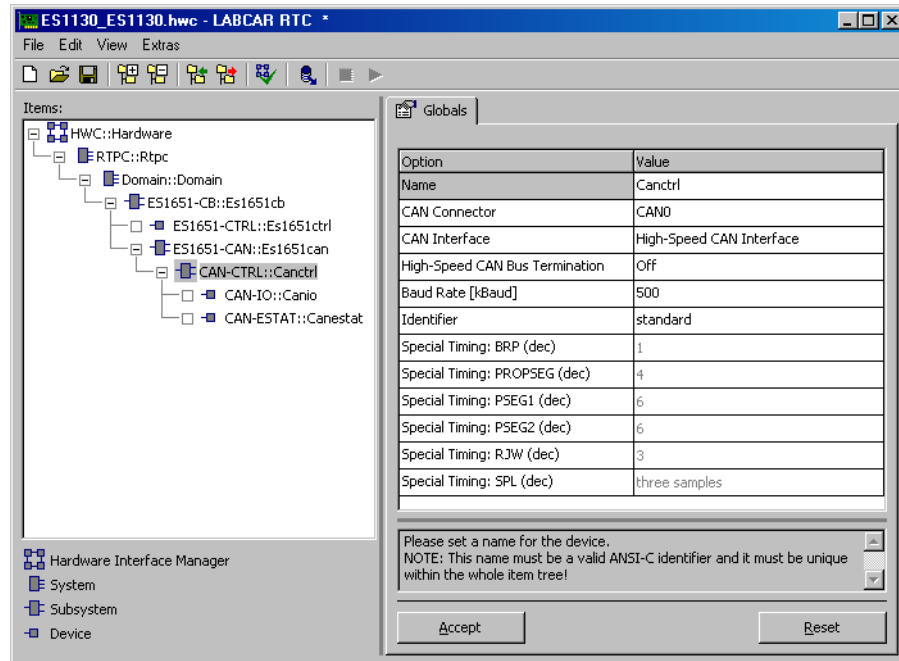 ES1130_ES1130.hwc - LABCAR RTC *
File Edit View Extras
Items:
HWC::Hardware
RTPC::Rtpc
Domain::Domain
ES1651-CB::Es1651cb
ES1651-CTRL::Es1651ctrl
ES1651-CAN::Es1651can
CAN-CTRL::Canctrl
CAN-IO::Canio
CAN-ESTAT::Canestat
Hardware Interface Manager
System
Subsystem
Device
Globals
Option Value
Name Canctrl
CAN Connector CAN0
CAN Interface High-Speed CAN Interface
High-Speed CAN Bus Termination Off
Baud Rate [kBaud] 500
Identifier standard
Special Timing: BRP (dec) 1
Special Timing: PROPSEG (dec) 4
Special Timing: PSEG1 (dec) 6
Special Timing: PSEG2 (dec) 6
Special Timing: RJW (dec) 3
Special Timing: SPL (dec) three samples
Please set a name for the device.
NOTE: This name must be a valid ANSI-C identifier and it must be unique
within the whole item tree!
Accept Reset